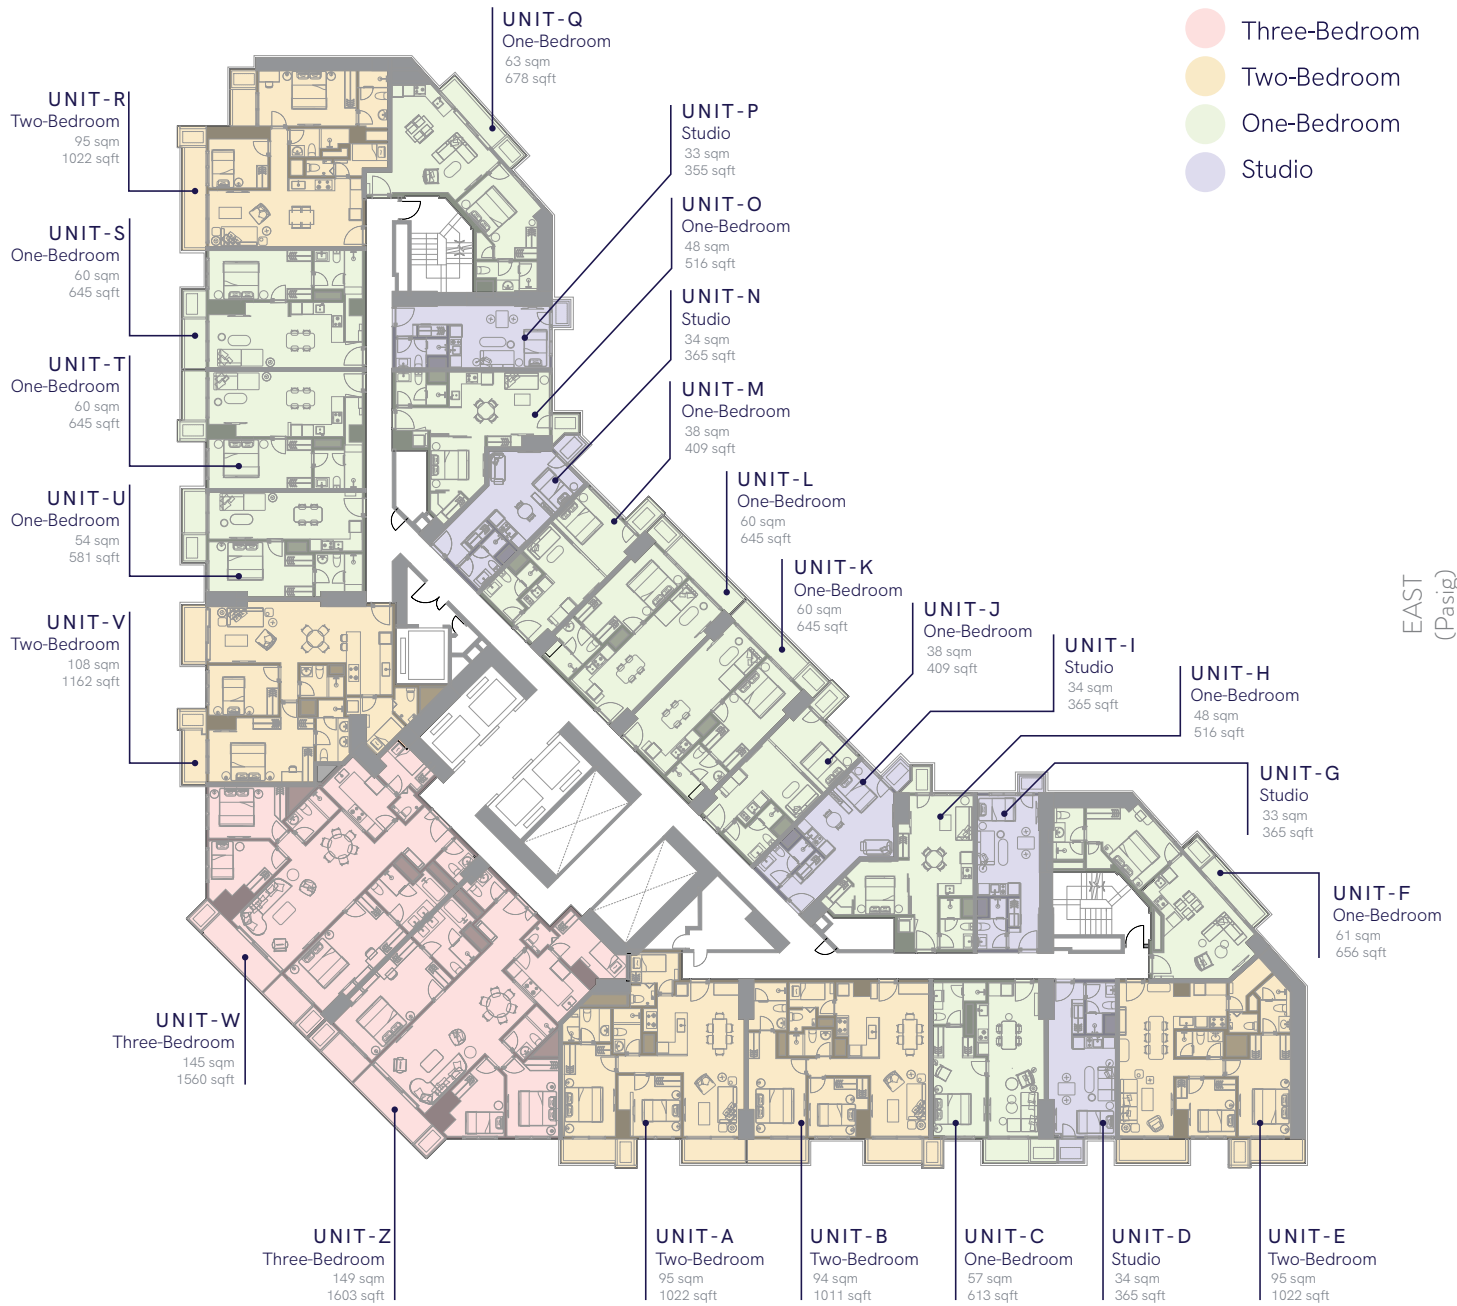 Three-Bedroom
Two-Bedroom
One-Bedroom
Studio
UNIT-Q
One-Bedroom
63 sqm
678 sqft
UNIT-R
Two-Bedroom
95 sqm
1022 sqft
UNIT-P
Studio
33 sqm
355 sqft
UNIT-O
One-Bedroom
48 sqm
516 sqft
UNIT-S
One-Bedroom
60 sqm
645 sqft
UNIT-N
Studio
34 sqm
365 sqft
UNIT-T
One-Bedroom
60 sqm
645 sqft
UNIT-M
One-Bedroom
38 sqm
409 sqft
UNIT-L
One-Bedroom
60 sqm
645 sqft
UNIT-U
One-Bedroom
54 sqm
581 sqft
UNIT-K
One-Bedroom
60 sqm
645 sqft
UNIT-J
One-Bedroom
38 sqm
409 sqft
UNIT-V
Two-Bedroom
108 sqm
1162 sqft
UNIT-I
Studio
34 sqm
365 sqft
UNIT-H
One-Bedroom
48 sqm
516 sqft
EAST
(Pasig)
UNIT-G
Studio
33 sqm
365 sqft
UNIT-F
One-Bedroom
61 sqm
656 sqft
UNIT-W
Three-Bedroom
145 sqm
1560 sqft
UNIT-Z
Three-Bedroom
149 sqm
1603 sqft
UNIT-A
Two-Bedroom
95 sqm
1022 sqft
UNIT-B
Two-Bedroom
94 sqm
1011 sqft
UNIT-C
One-Bedroom
57 sqm
613 sqft
UNIT-D
Studio
34 sqm
365 sqft
UNIT-E
Two-Bedroom
95 sqm
1022 sqft